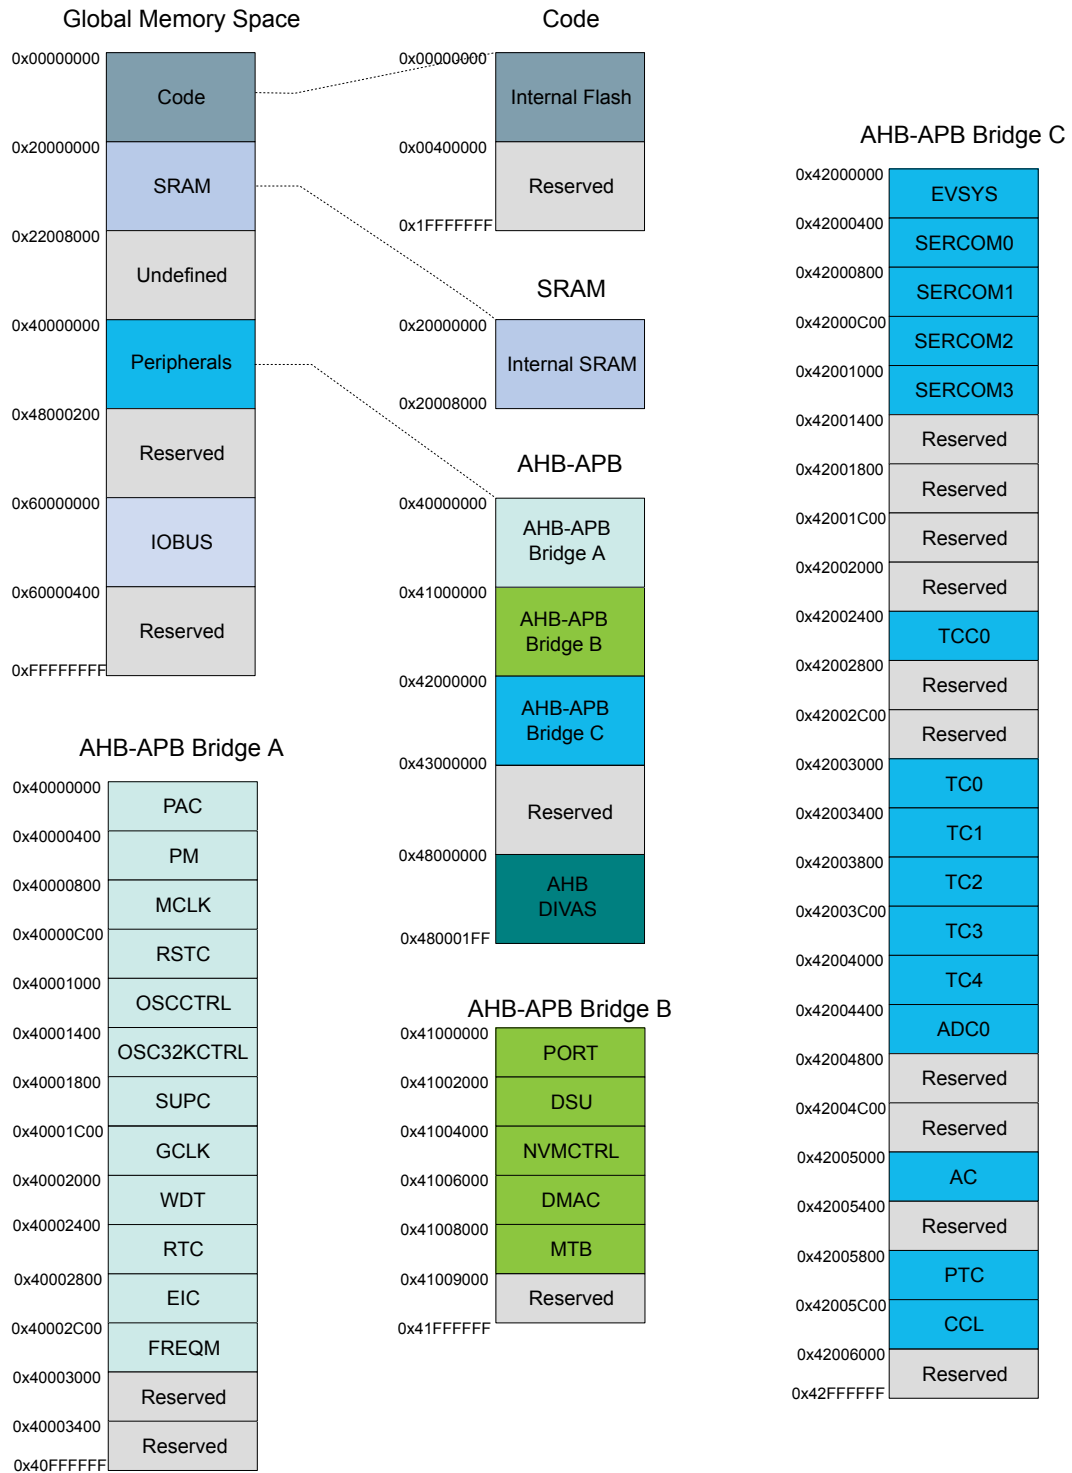 Global Memory Space
0x00000000
Code
0x20000000
SRAM
0x22008000
Undefined
0x40000000
Peripherals
0x48000200
Reserved
0x60000000
IOBUS
0x60000400
Reserved
0xFFFFFFFF
Code
0x00000000
Internal Flash
0x00400000
Reserved
0x1FFFFFFF
SRAM
0x20000000
Internal SRAM
0x20008000
AHB-APB
0x40000000
AHB-APB
Bridge A
0x41000000
AHB-APB
Bridge B
0x42000000
AHB-APB
Bridge C
0x43000000
Reserved
0x48000000
AHB
DIVAS
0x480001FF
AHB-APB Bridge A
0x40000000
PAC
0x40000400
PM
0x40000800
MCLK
0x40000C00
RSTC
0x40001000
OSCCTRL
0x40001400
OSC32KCTRL
0x40001800
SUPC
0x40001C00
GCLK
0x40002000
WDT
0x40002400
RTC
0x40002800
EIC
0x40002C00
FREQM
0x40003000
Reserved
0x40003400
Reserved
0x40FFFFFF
AHB-APB Bridge B
0x41000000
PORT
0x41002000
DSU
0x41004000
NVMCTRL
0x41006000
DMAC
0x41008000
MTB
0x41009000
Reserved
0x41FFFFFF
AHB-APB Bridge C
0x42000000
EVSYS
0x42000400
SERCOM0
0x42000800
SERCOM1
0x42000C00
SERCOM2
0x42001000
SERCOM3
0x42001400
Reserved
0x42001800
Reserved
0x42001C00
Reserved
0x42002000
Reserved
0x42002400
TCC0
0x42002800
Reserved
0x42002C00
Reserved
0x42003000
TC0
0x42003400
TC1
0x42003800
TC2
0x42003C00
TC3
0x42004000
TC4
0x42004400
ADC0
0x42004800
Reserved
0x42004C00
Reserved
0x42005000
AC
0x42005400
Reserved
0x42005800
PTC
0x42005C00
CCL
0x42006000
Reserved
0x42FFFFFF